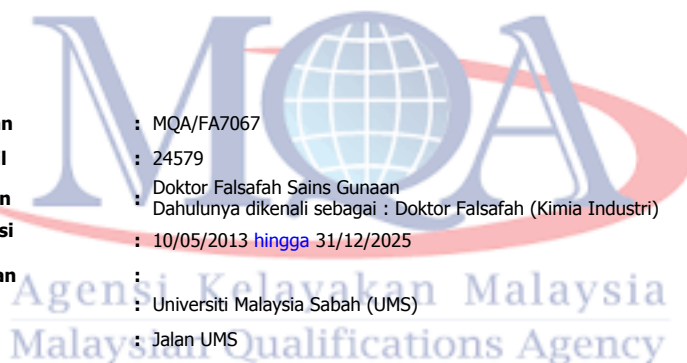 MQA
an : MQA/FA7067
l : 24579
n : Doktor Falsafah Sains Gunaan
Dahulunya dikenali sebagai : Doktor Falsafah (Kimia Industri)
si : 10/05/2013 hingga 31/12/2025
an :
: Universiti Malaysia Sabah (UMS)
: Jalan UMS
Agensi Kelayakan Malaysia
Malaysian Qualifications Agency